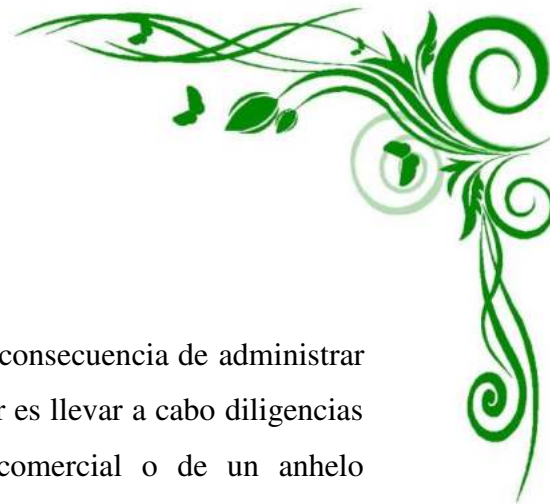 consecuencia de administrar
r es llevar a cabo diligencias
comercial o de un anhelo